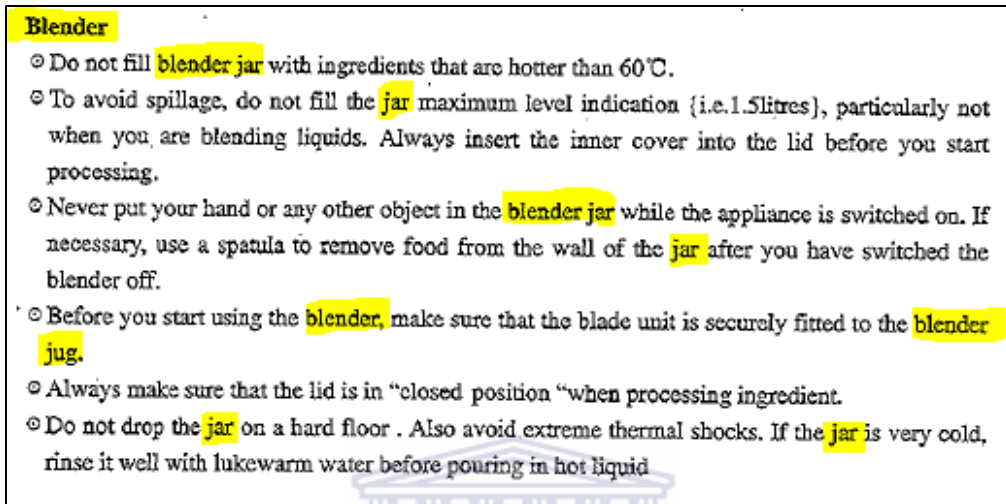 Blender
☺ Do not fill blender jar with ingredients that are hotter than 60℃.
☺ To avoid spillage, do not fill the jar maximum level indication {i.e.1.5litres}, particularly not
when you are blending liquids. Always insert the inner cover into the lid before you start
processing.
☺ Never put your hand or any other object in the blender jar while the appliance is switched on. If
necessary, use a spatula to remove food from the wall of the jar after you have switched the
blender off.
☺ Before you start using the blender, make sure that the blade unit is securely fitted to the blender
jug.
☺ Always make sure that the lid is in “closed position “when processing ingredient.
☺ Do not drop the jar on a hard floor . Also avoid extreme thermal shocks. If the jar is very cold,
rinse it well with lukewarm water before pouring in hot liquid